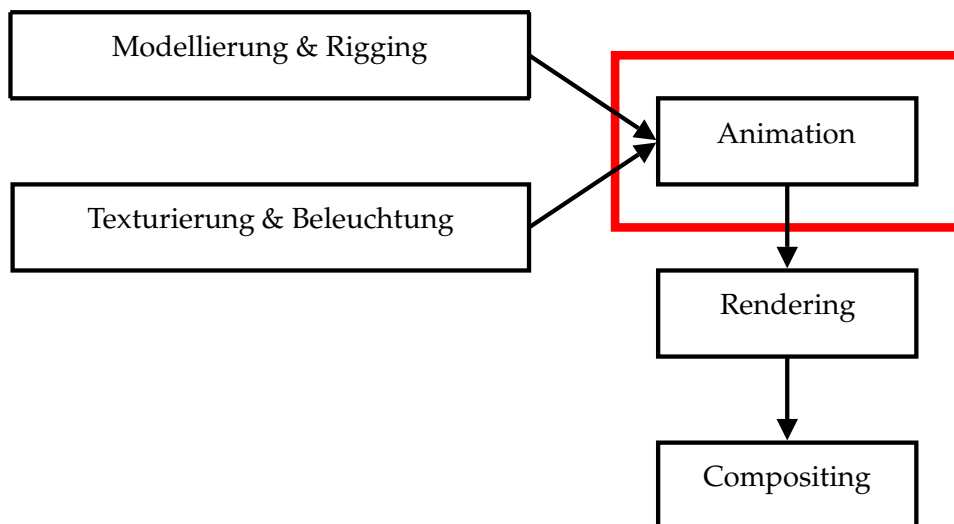 Modellierung & Rigging
Animation
Texturierung & Beleuchtung
Rendering
Compositing